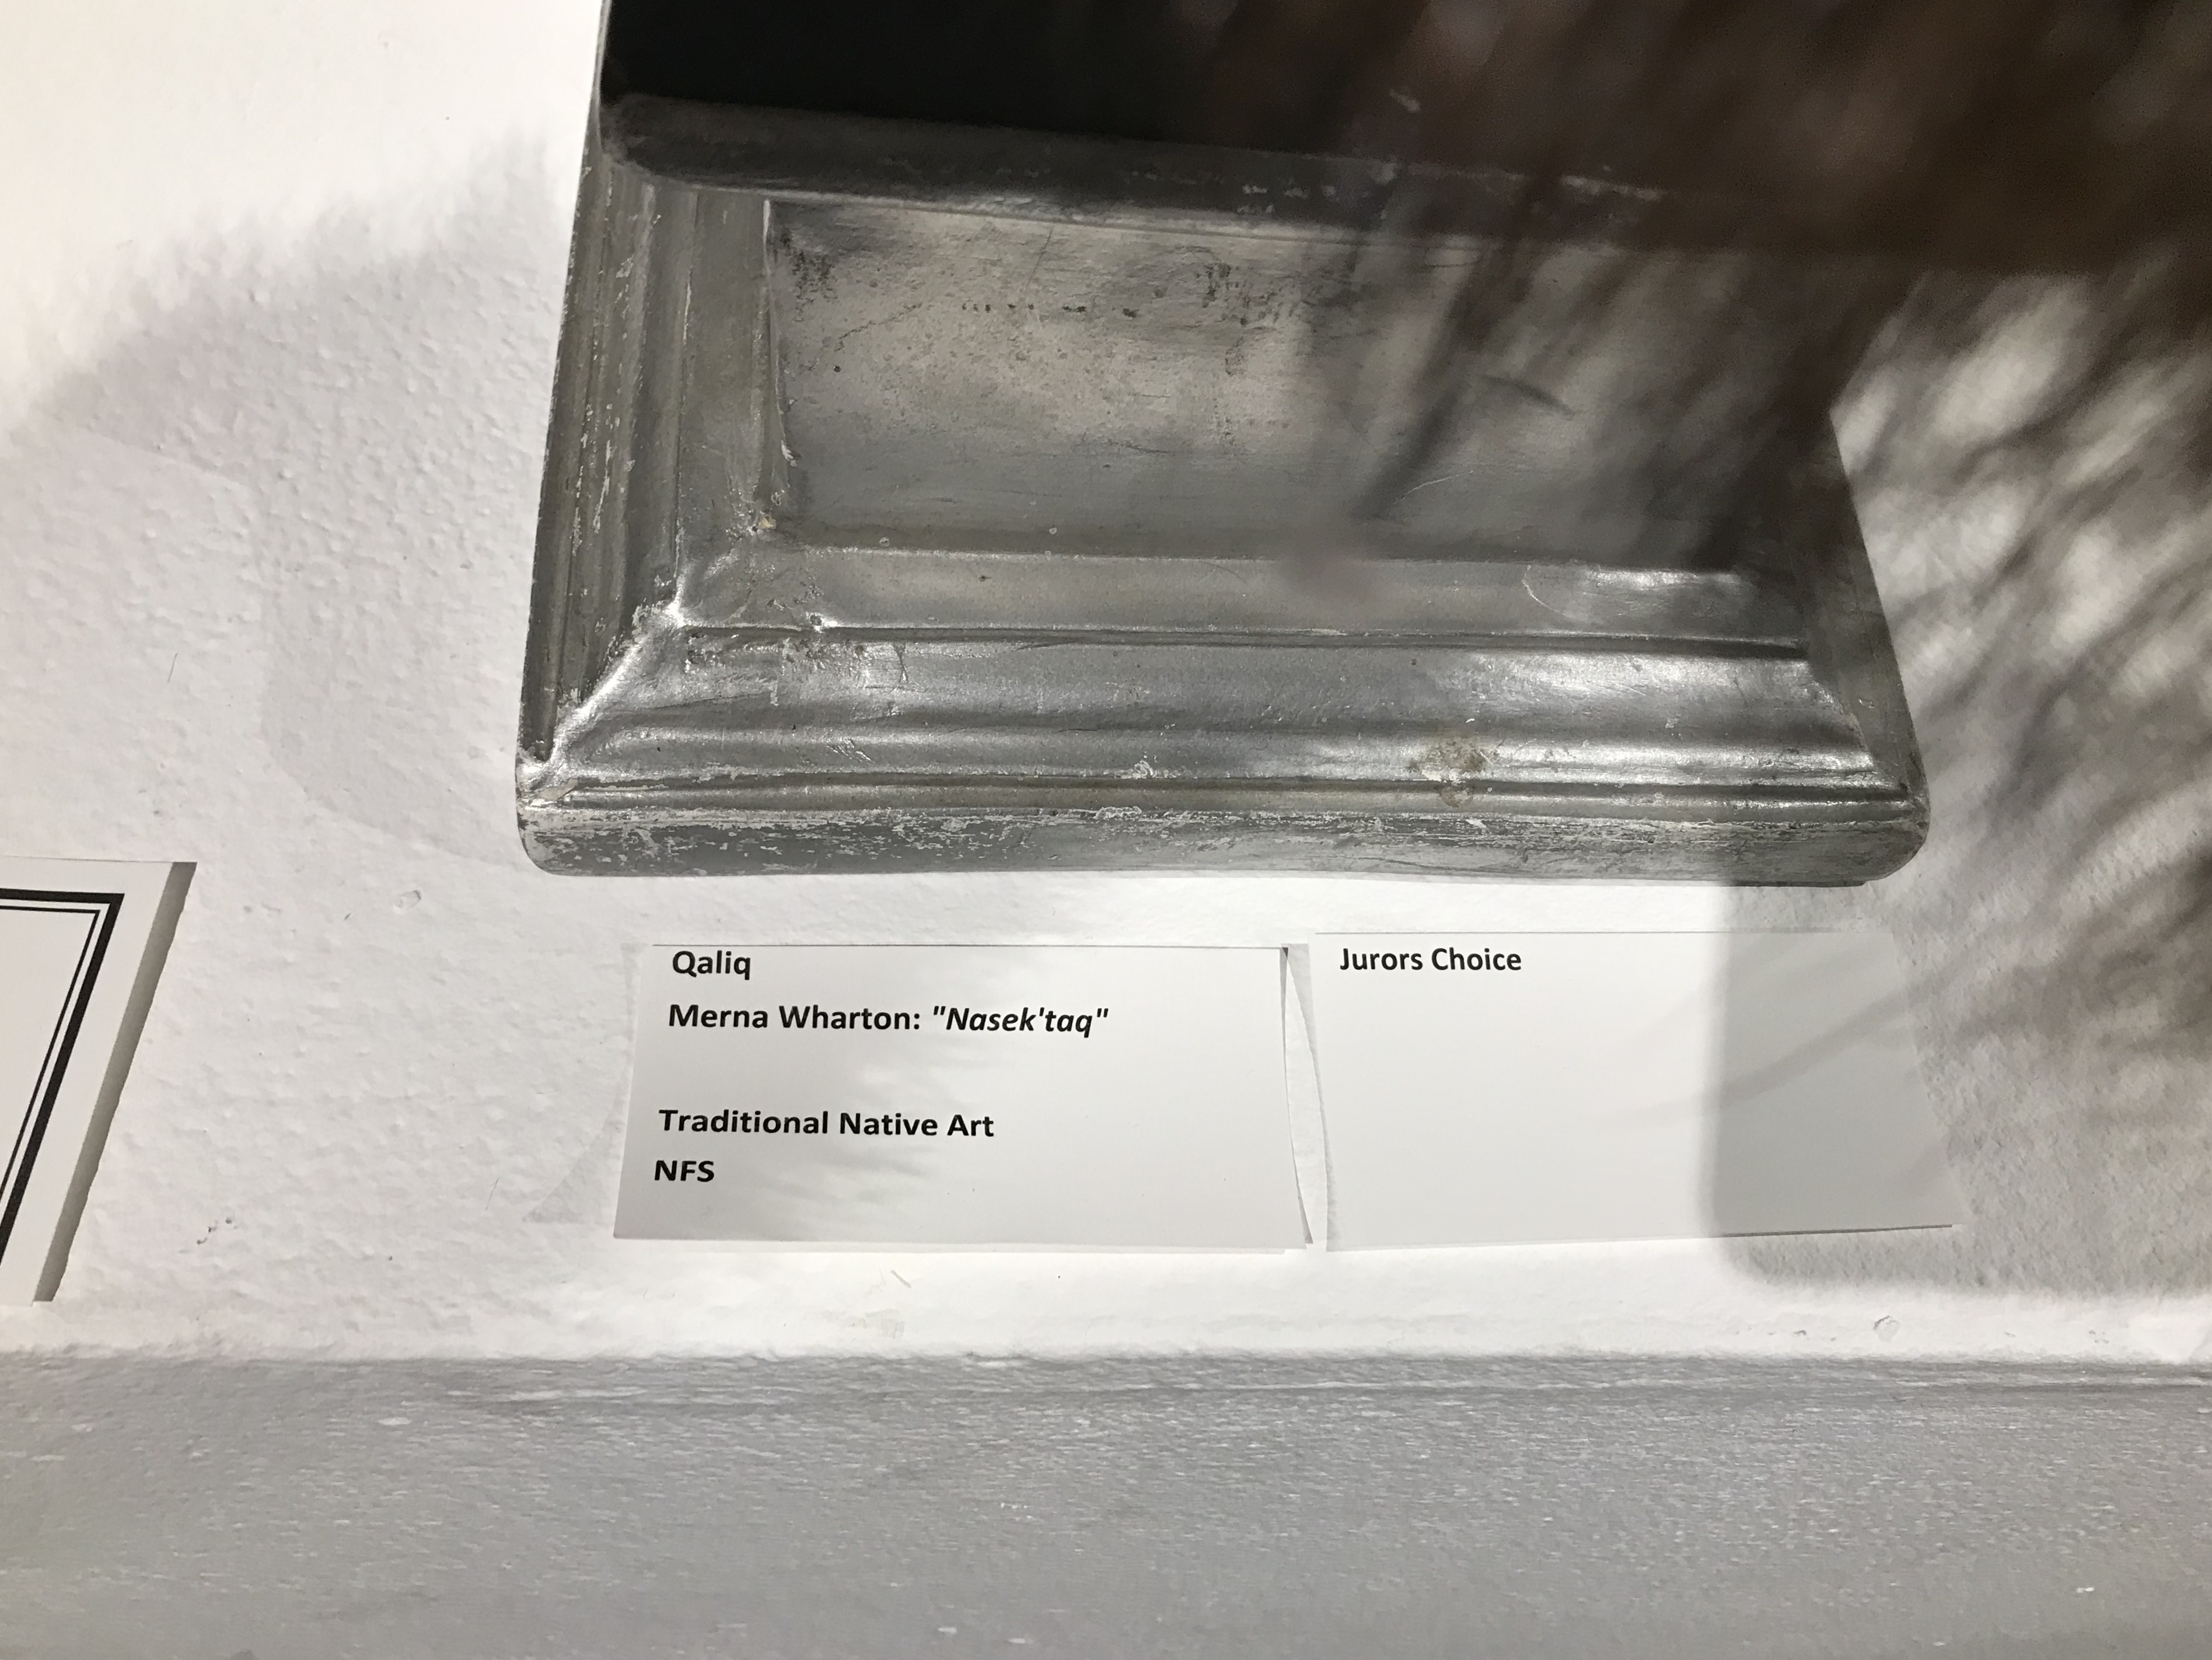 Qaliq
Merna Wharton: "Nasek'taq"
Traditional Native Art
NFS
Jurors Choice